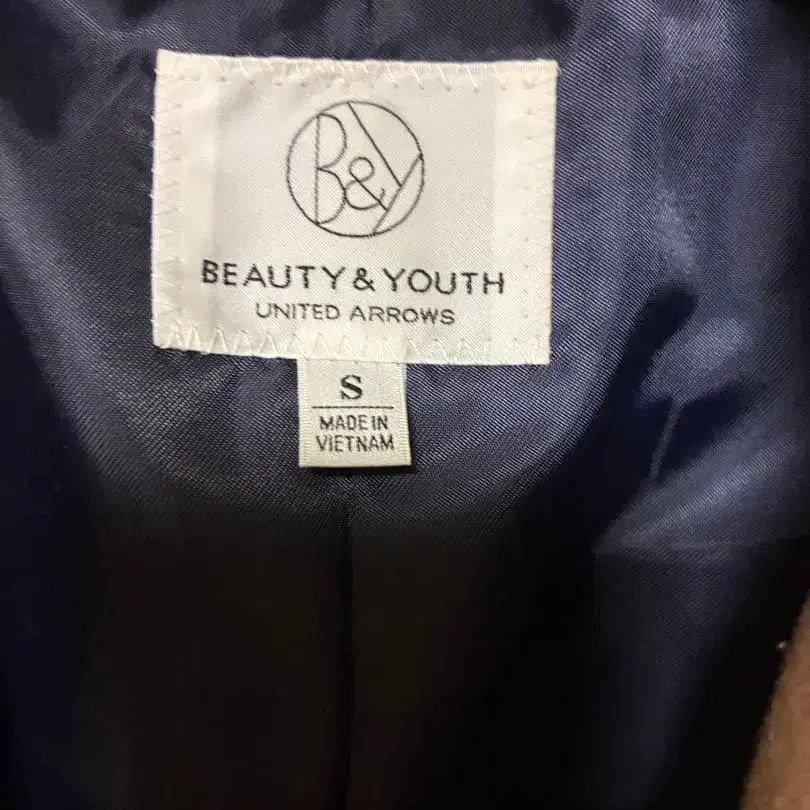 B&Y
BEAUTY & YOUTH
UNITED ARROWS
S
MADE IN
VIETNAM